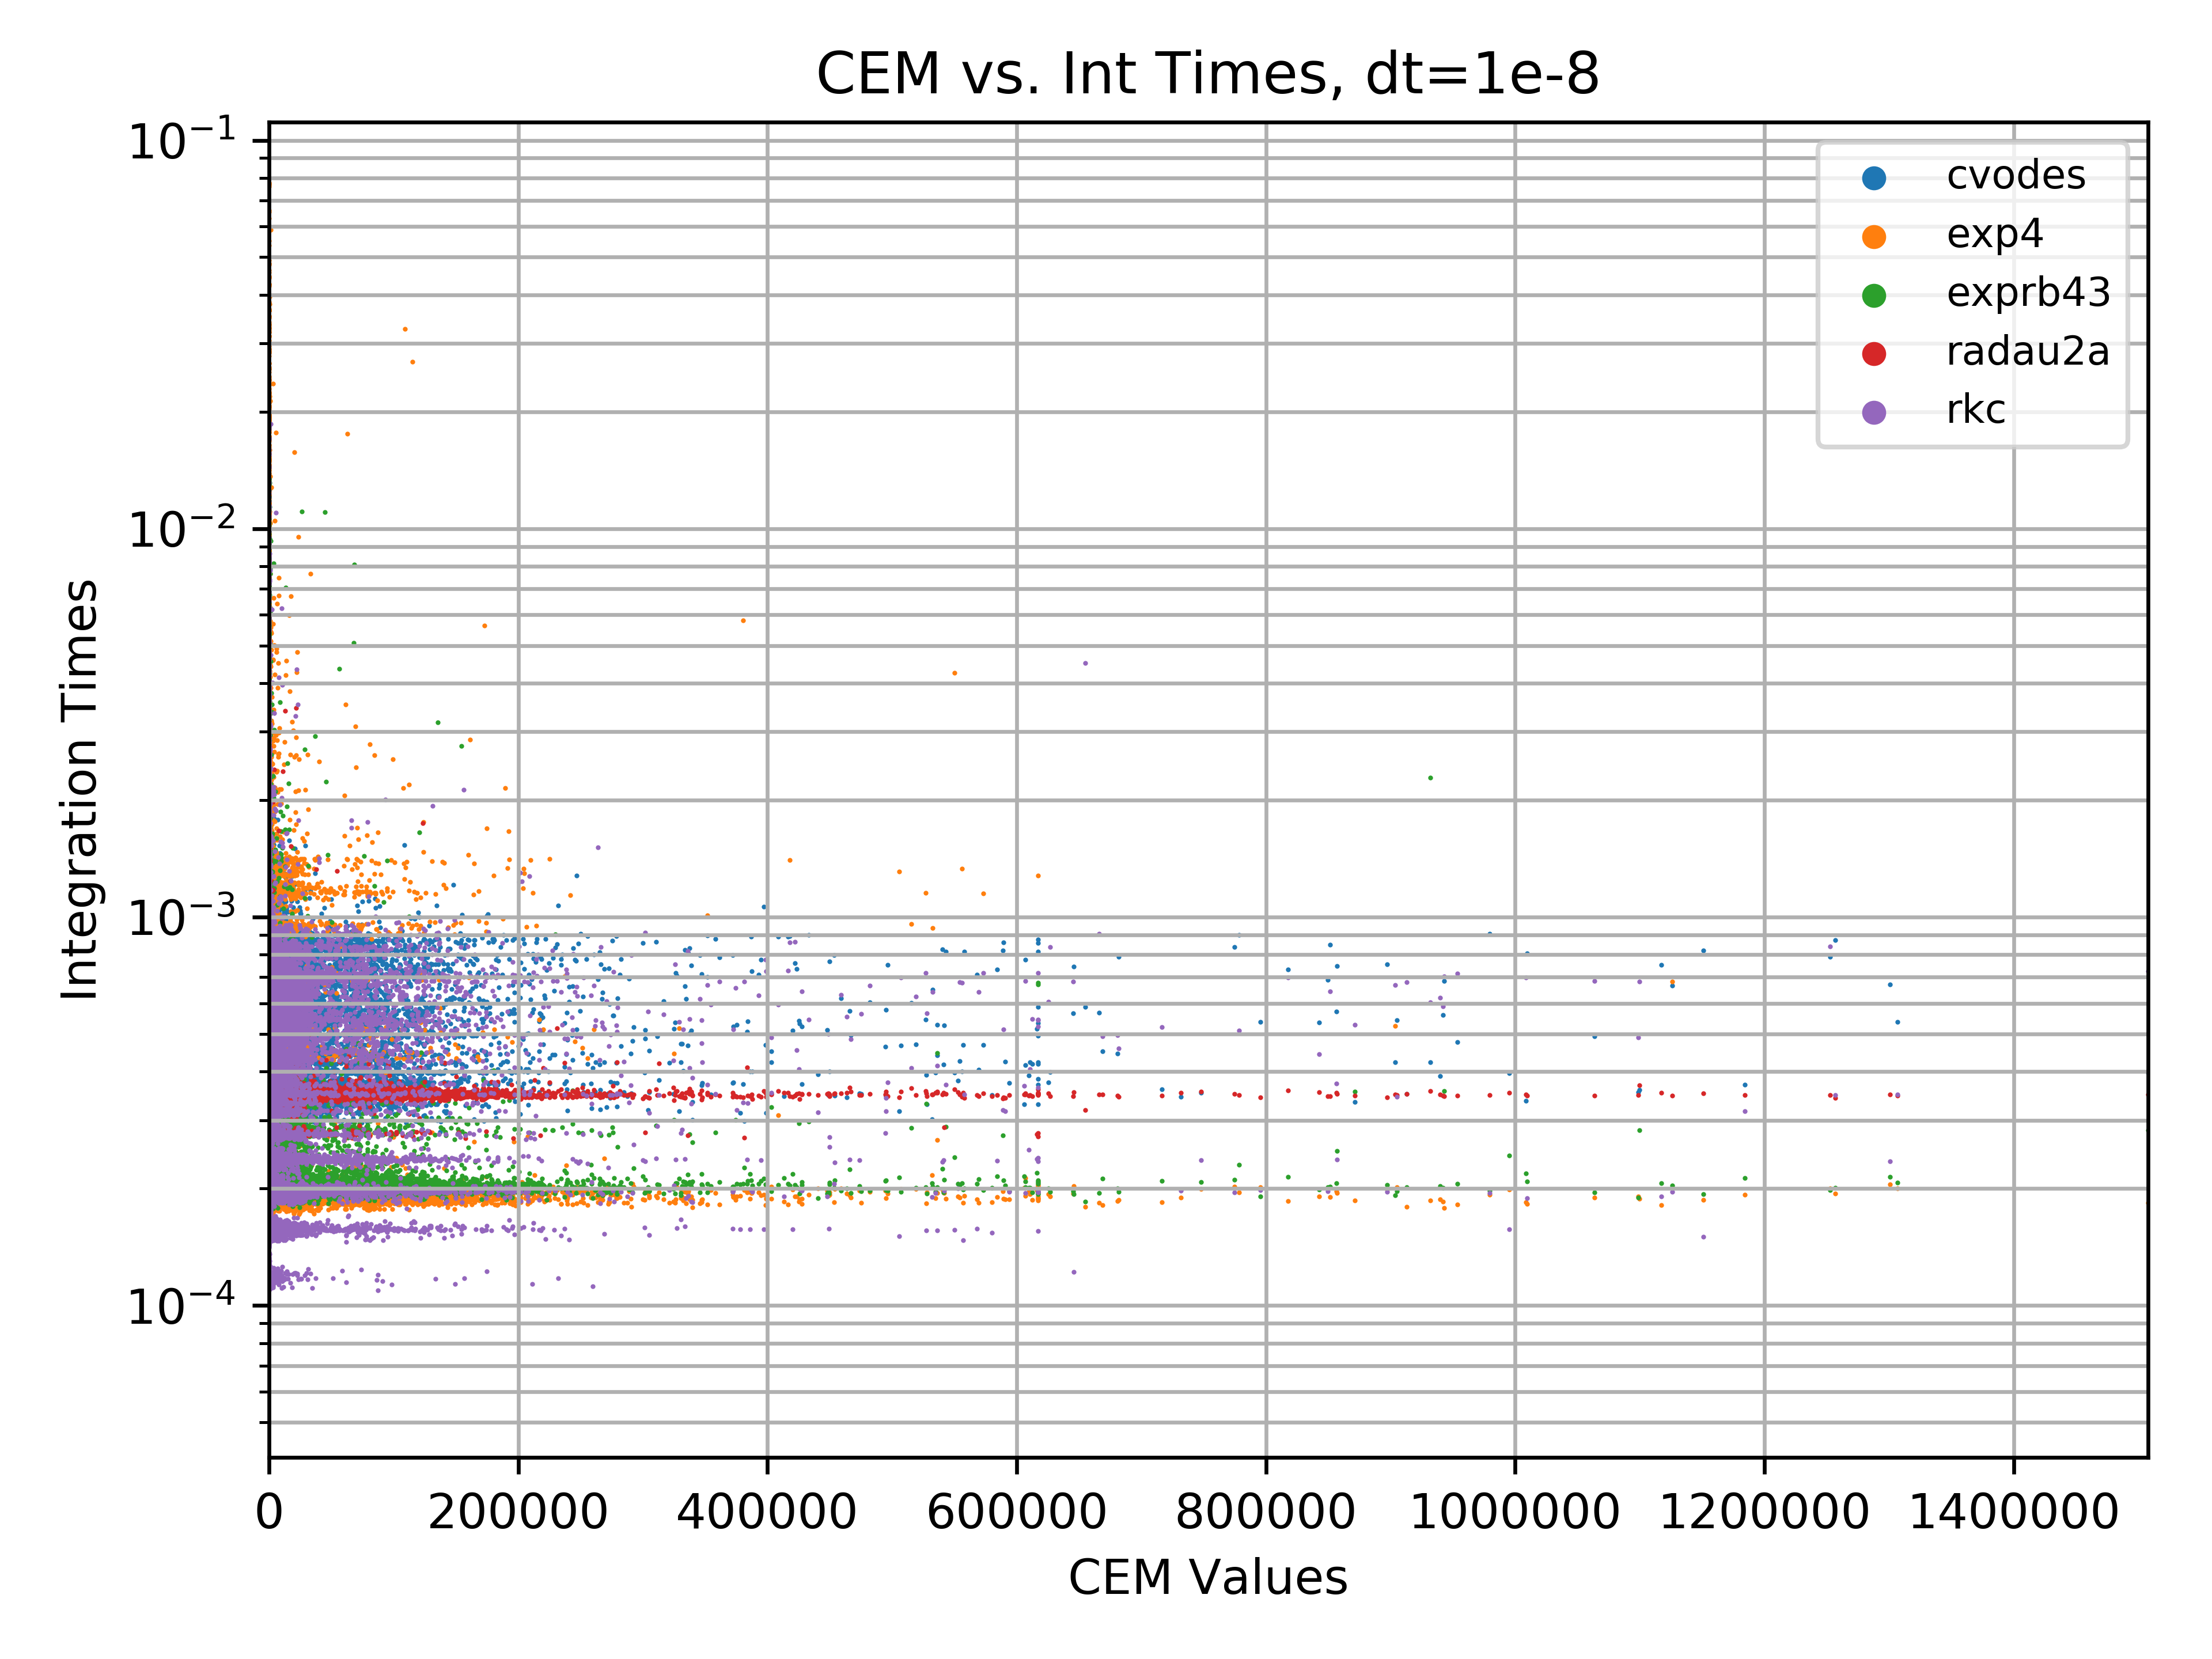 CEM vs. Int Times, dt=1e-8
10⁻¹
10⁻²
10⁻³
10⁻⁴
Integration Times
cvodes
exp4
exprb43
radau2a
rkc
0 200000 400000 600000 800000 1000000 1200000 1400000
CEM Values